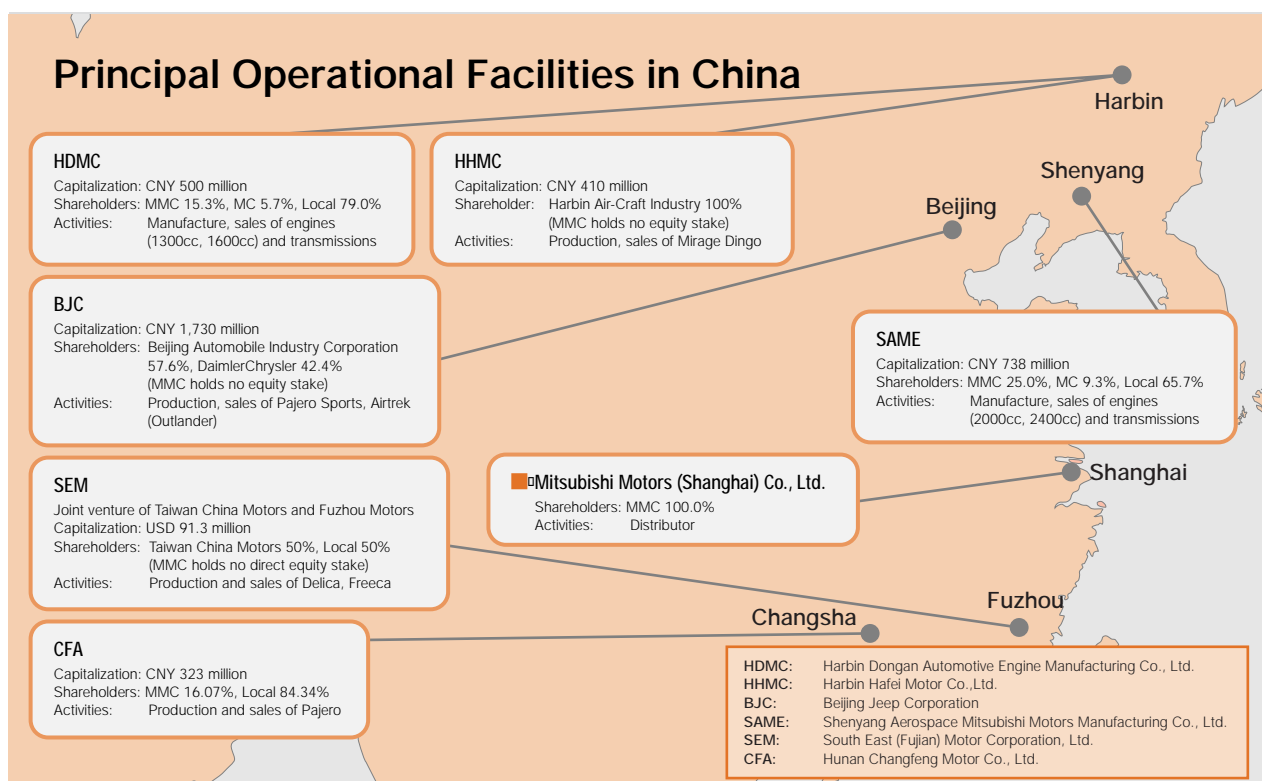 Principal Operational Facilities in China
Harbin
Shenyang
Beijing
HDMC
Capitalization: CNY 500 million
Shareholders: MMC 15.3%, MC 5.7%, Local 79.0%
Activities: Manufacture, sales of engines
(1300cc, 1600cc) and transmissions
HHMC
Capitalization: CNY 410 million
Shareholder: Harbin Air-Craft Industry 100%
(MMC holds no equity stake)
Activities: Production, sales of Mirage Dingo
BJC
Capitalization: CNY 1,730 million
Shareholders: Beijing Automobile Industry Corporation
57.6%, DaimlerChrysler 42.4%
(MMC holds no equity stake)
Activities: Production, sales of Pajero Sports, Airtrek
(Outlander)
SAME
Capitalization: CNY 738 million
Shareholders: MMC 25.0%, MC 9.3%, Local 65.7%
Activities: Manufacture, sales of engines
(2000cc, 2400cc) and transmissions
SEM
Joint venture of Taiwan China Motors and Fuzhou Motors
Capitalization: USD 91.3 million
Shareholders: Taiwan China Motors 50%, Local 50%
(MMC holds no direct equity stake)
Activities: Production and sales of Delica, Freeca
Mitsubishi Motors (Shanghai) Co., Ltd.
Shareholders: MMC 100.0%
Activities: Distributor
Shanghai
Fuzhou
Changsha
CFA
Capitalization: CNY 323 million
Shareholders: MMC 16.07%, Local 84.34%
Activities: Production and sales of Pajero
HDMC: Harbin Dongan Automotive Engine Manufacturing Co., Ltd.
HHMC: Harbin Hafei Motor Co.,Ltd.
BJC: Beijing Jeep Corporation
SAME: Shenyang Aerospace Mitsubishi Motors Manufacturing Co., Ltd.
SEM: South East (Fujian) Motor Corporation, Ltd.
CFA: Hunan Changfeng Motor Co., Ltd.